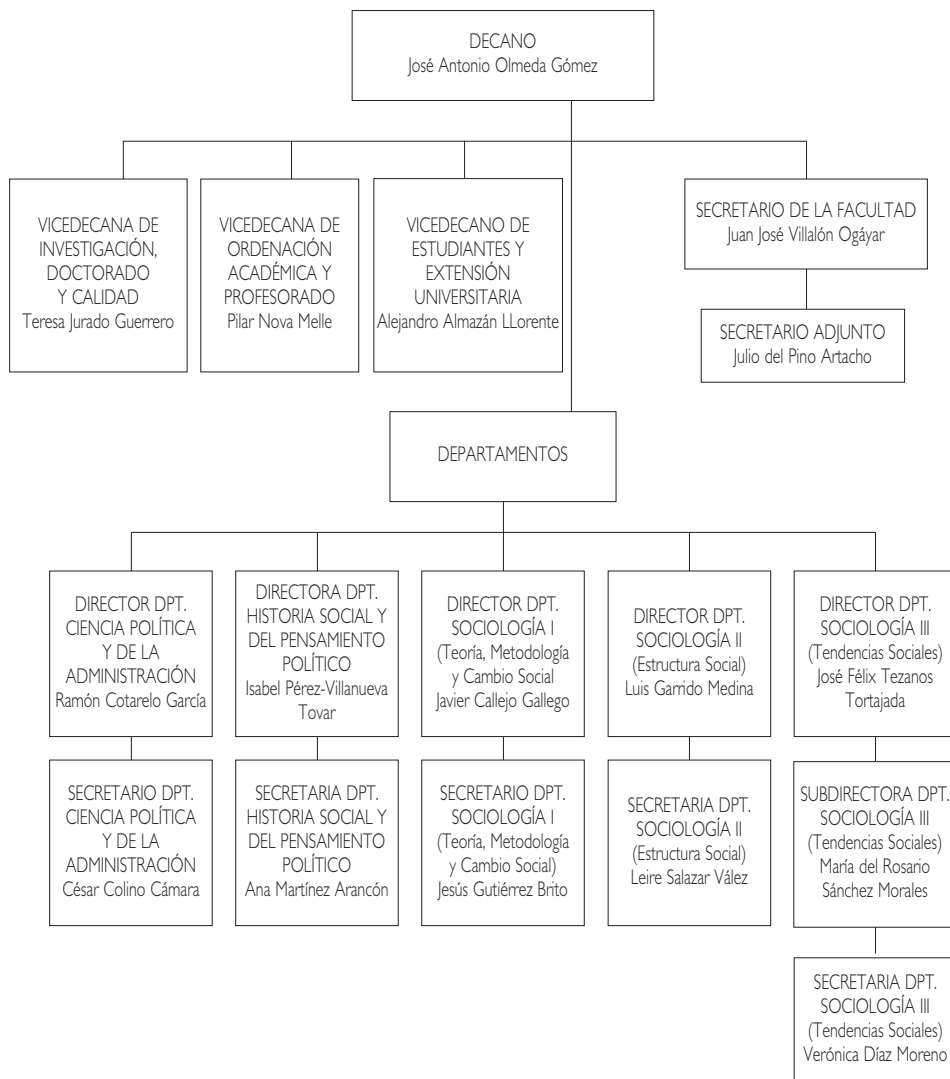 DECANO
José Antonio Olmeda Gómez
VICEDECANA DE
INVESTIGACIÓN,
DOCTORADO
Y CALIDAD
Teresa Jurado Guerrero
VICEDECANA DE
ORDENACIÓN
ACADÉMICA Y
PROFESORADO
Pilar Nova Melle
VICEDECANO DE
ESTUDIANTES Y
EXTENSIÓN
UNIVERSITARIA
Alejandro Almazán LLorente
SECRETARIO DE LA FACULTAD
Juan José Villalón Ogáyar
SECRETARIO ADJUNTO
Julio del Pino Artacho
DEPARTAMENTOS
DIRECTOR DPT.
CIENCIA POLÍTICA
Y DE LA
ADMINISTRACIÓN
Ramón Cotarelo García
DIRECTORA DPT.
HISTORIA SOCIAL Y
DEL PENSAMIENTO
POLÍTICO
Isabel Pérez-Villanueva
Tovar
DIRECTOR DPT.
SOCIOLOGÍA I
(Teoría, Metodología
y Cambio Social
Javier Callejo Gallego
DIRECTOR DPT.
SOCIOLOGÍA II
(Estructura Social)
Luis Garrido Medina
DIRECTOR DPT.
SOCIOLOGÍA III
(Tendencias Sociales)
José Félix Tezanos
Tortajada
SECRETARIO DPT.
CIENCIA POLÍTICA
Y DE LA
ADMINISTRACIÓN
César Colino Cámara
SECRETARIA DPT.
HISTORIA SOCIAL Y
DEL PENSAMIENTO
POLÍTICO
Ana Martínez Arancón
SECRETARIO DPT.
SOCIOLOGÍA I
(Teoría, Metodología
y Cambio Social)
Jesús Gutiérrez Brito
SECRETARIA DPT.
SOCIOLOGÍA II
(Estructura Social)
Leire Salazar Vález
SUBDIRECTORA DPT.
SOCIOLOGÍA III
(Tendencias Sociales)
María del Rosario
Sánchez Morales
SECRETARIA DPT.
SOCIOLOGÍA III
(Tendencias Sociales)
Verónica Díaz Moreno